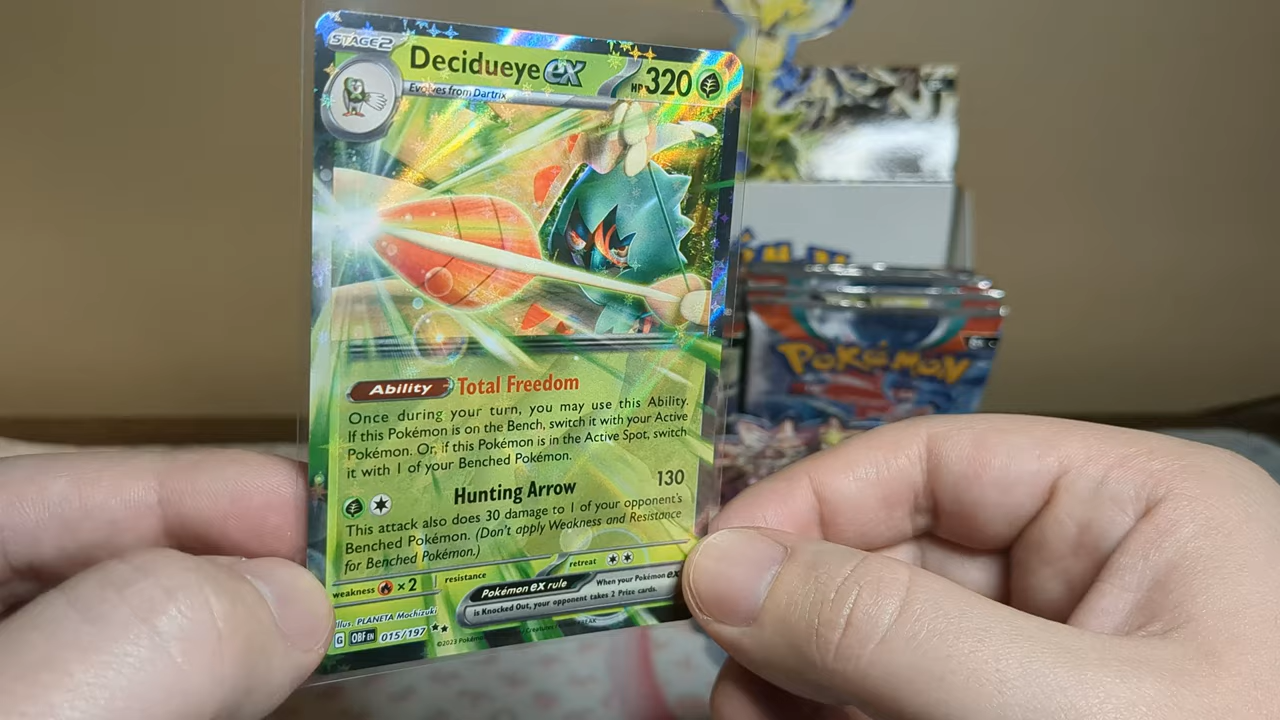 STAGE2
Decidueye ex
HP 320
Evolves from Dartrix
Ability Total Freedom
Once during your turn, you may use this Ability.
If this Pokémon is on the Bench, switch it with your Active
Pokémon. Or, if this Pokémon is in the Active Spot, switch
it with 1 of your Benched Pokémon.
Hunting Arrow 130
This attack also does 30 damage to 1 of your opponent's
Benched Pokémon. (Don't apply Weakness and Resistance
for Benched Pokémon.)
weakness ×2 resistance retreat
Pokémon ex rule When your Pokémon ex
is Knocked Out, your opponent takes 2 Prize cards.
Illus. PLANETA Mochizuki
G OBF EN 015/197
©2023 Pokémon
POKÉMON